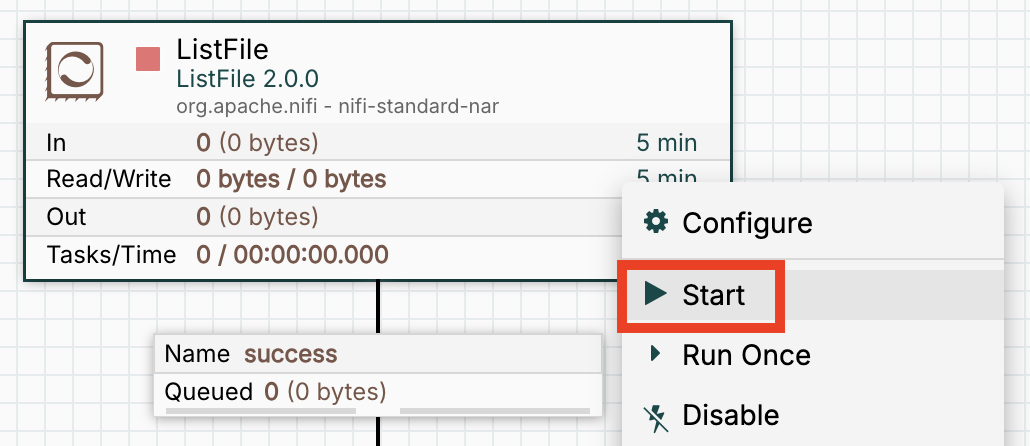 ListFile
ListFile 2.0.0
org.apache.nifi - nifi-standard-nar
In 0 (0 bytes) 5 min
Read/Write 0 bytes / 0 bytes 5 min
Out 0 (0 bytes)
Tasks/Time 0 / 00:00:00.000
Configure
Start
Run Once
Disable
Name success
Queued 0 (0 bytes)